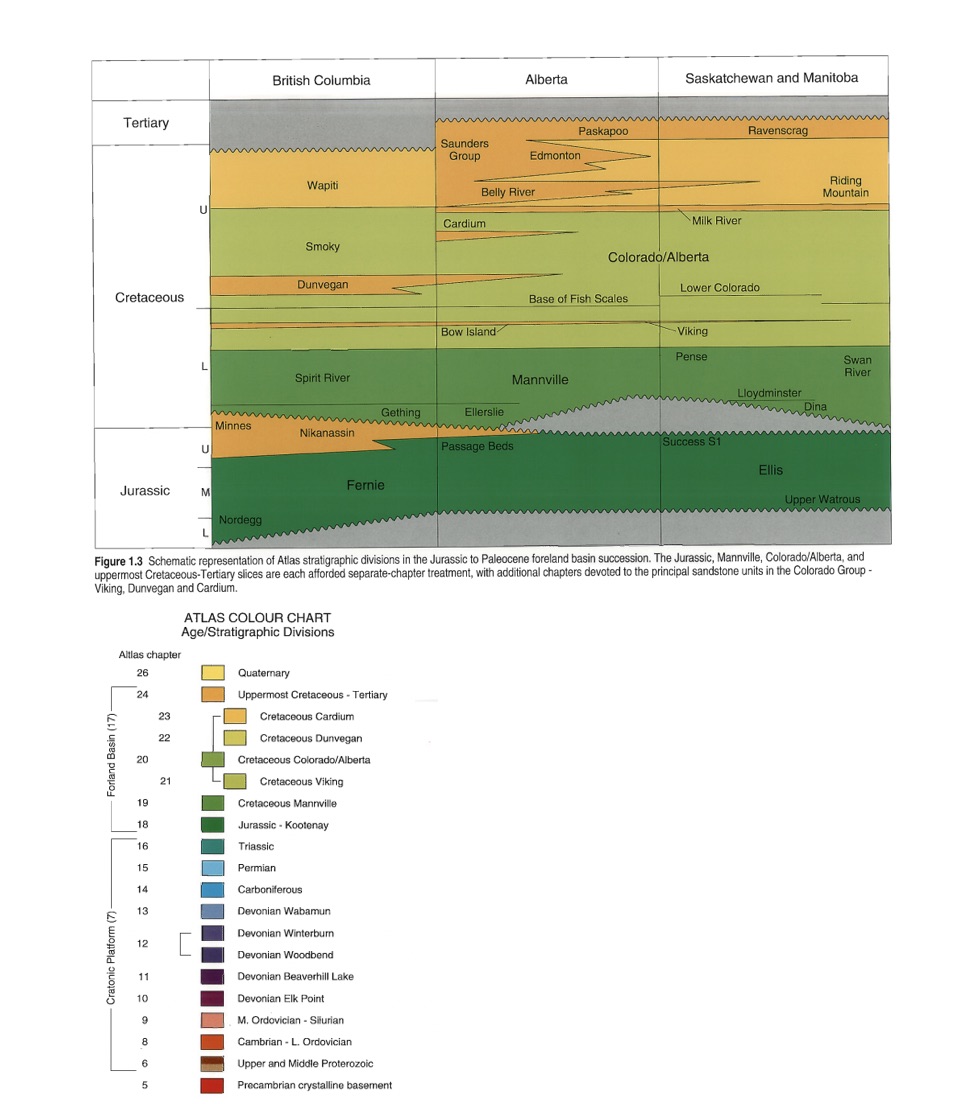 British Columbia
Alberta
Saskatchewan and Manitoba
Tertiary
Paskapoo
Ravenscrag
Saunders
Group
Edmonton
Wapiti
Belly River
Riding
Mountain
U
Milk River
Cardium
Smoky
Colorado/Alberta
Dunvegan
Lower Colorado
Cretaceous
Base of Fish Scales
Bow Island
Viking
Pense
Swan
River
L
Spirit River
Mannville
Lloydminster
Dina
Gething
Ellerslie
Minnes
Nikanassin
U
Passage Beds
Success S1
Ellis
Fernie
Jurassic
M
Upper Watrous
Nordegg
L
Figure 1.3 Schematic representation of Atlas stratigraphic divisions in the Jurassic to Paleocene foreland basin succession. The Jurassic, Mannville, Colorado/Alberta, and
uppermost Cretaceous-Tertiary slices are each afforded separate-chapter treatment, with additional chapters devoted to the principal sandstone units in the Colorado Group -
Viking, Dunvegan and Cardium.
ATLAS COLOUR CHART
Age/Stratigraphic Divisions
Altlas chapter
26 Quaternary
24 Uppermost Cretaceous - Tertiary
23 Cretaceous Cardium
22 Cretaceous Dunvegan
20 Cretaceous Colorado/Alberta
21 Cretaceous Viking
19 Cretaceous Mannville
18 Jurassic - Kootenay
Forland Basin (17)
16 Triassic
15 Permian
14 Carboniferous
13 Devonian Wabamun
Devonian Winterburn
12
Devonian Woodbend
11 Devonian Beaverhill Lake
10 Devonian Elk Point
9 M. Ordovician - Silurian
8 Cambrian - L. Ordovician
6 Upper and Middle Proterozoic
Cratonic Platform (7)
5 Precambrian crystalline basement